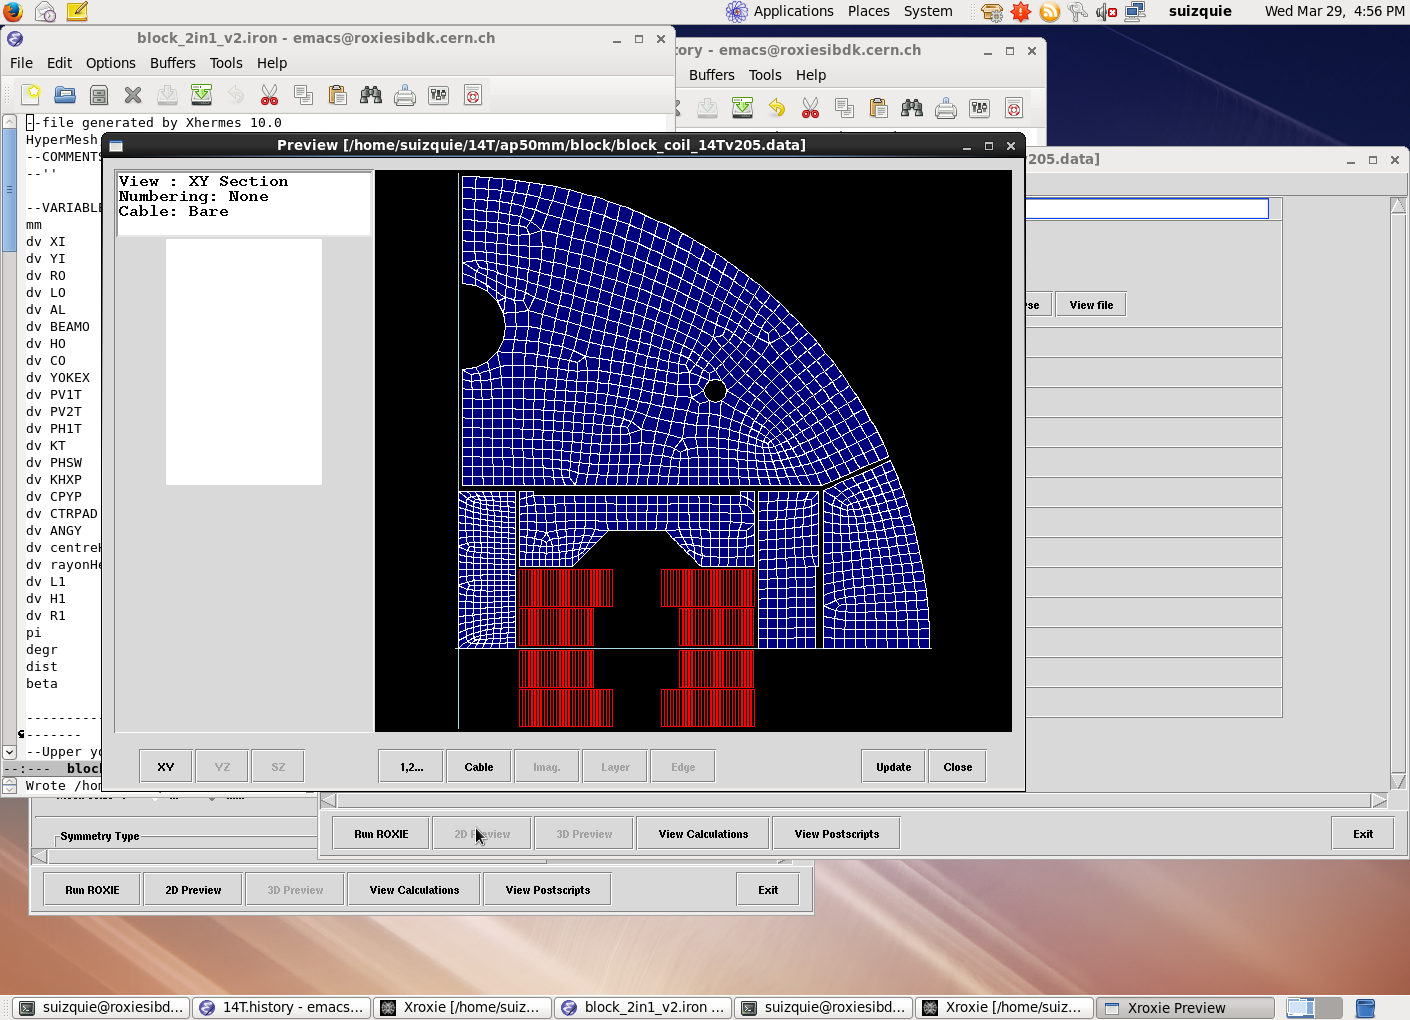 Applications Places System suizquie Wed Mar 29, 4:56 PM
block_2in1_v2.iron - emacs@roxiesibdk.cern.ch
tory - emacs@roxiesibdk.cern.ch
File Edit Options Buffers Tools Help
Buffers Tools Help
--file generated by Xhermes 10.0
HyperMesh
--COMMENTS
--''
--VARIABLE
mm
dv XI
dv YI
dv RO
dv LO
dv AL
dv BEAMO
dv HO
dv CO
dv YOKEX
dv PV1T
dv PV2T
dv PH1T
dv KT
dv PHSW
dv KHXP
dv CPYP
dv CTRPAD
dv ANGY
dv centreH
dv rayonHe
dv L1
dv H1
dv R1
pi
degr
dist
beta
----------
-------
--Upper yo
--:--- block
Wrote /hom
Preview [/home/suizquie/14T/ap50mm/block/block_coil_14Tv205.data]
v205.data]
View : XY Section
Numbering: None
Cable: Bare
View file
XY YZ SZ 1,2... Cable Imag. Layer Edge Update Close
Symmetry Type
Run ROXIE 2D Preview 3D Preview View Calculations View Postscripts Exit
Run ROXIE 2D Preview 3D Preview View Calculations View Postscripts Exit
suizquie@roxiesibd... 14T.history - emacs... Xroxie [/home/suiz... block_2in1_v2.iron ... suizquie@roxiesibd... Xroxie [/home/suiz... Xroxie Preview